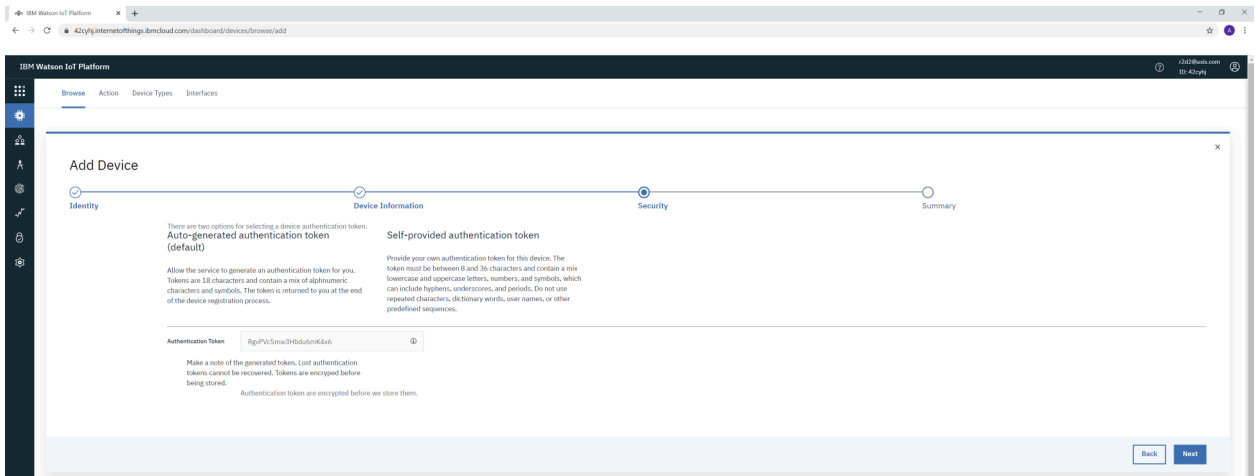 IBM Watson IoT Platform
42cyhj.internetofthings.ibmcloud.com/dashboard/devices/browse/add
A
IBM Watson IoT Platform
r2d2@axis.com
ID: 42cyhj
Browse Action Device Types Interfaces
Add Device
Identity Device Information Security Summary
There are two options for selecting a device authentication token.
Auto-generated authentication token
(default)
Allow the service to generate an authentication token for you.
Tokens are 18 characters and contain a mix of alphnumeric
characters and symbols. The token is returned to you at the end
of the device registration process.
Self-provided authentication token
Provide your own authentication token for this device. The
token must be between 8 and 36 characters and contain a mix
lowercase and uppercase letters, numbers, and symbols, which
can include hyphens, underscores, and periods. Do not use
repeated characters, dictionary words, user names, or other
predefined sequences.
Authentication Token RgvPVc5mw3Hbdu6mK4x6
Make a note of the generated token. Lost authentication
tokens cannot be recovered. Tokens are encryped before
being stored.
Authentication token are encrypted before we store them.
Back Next